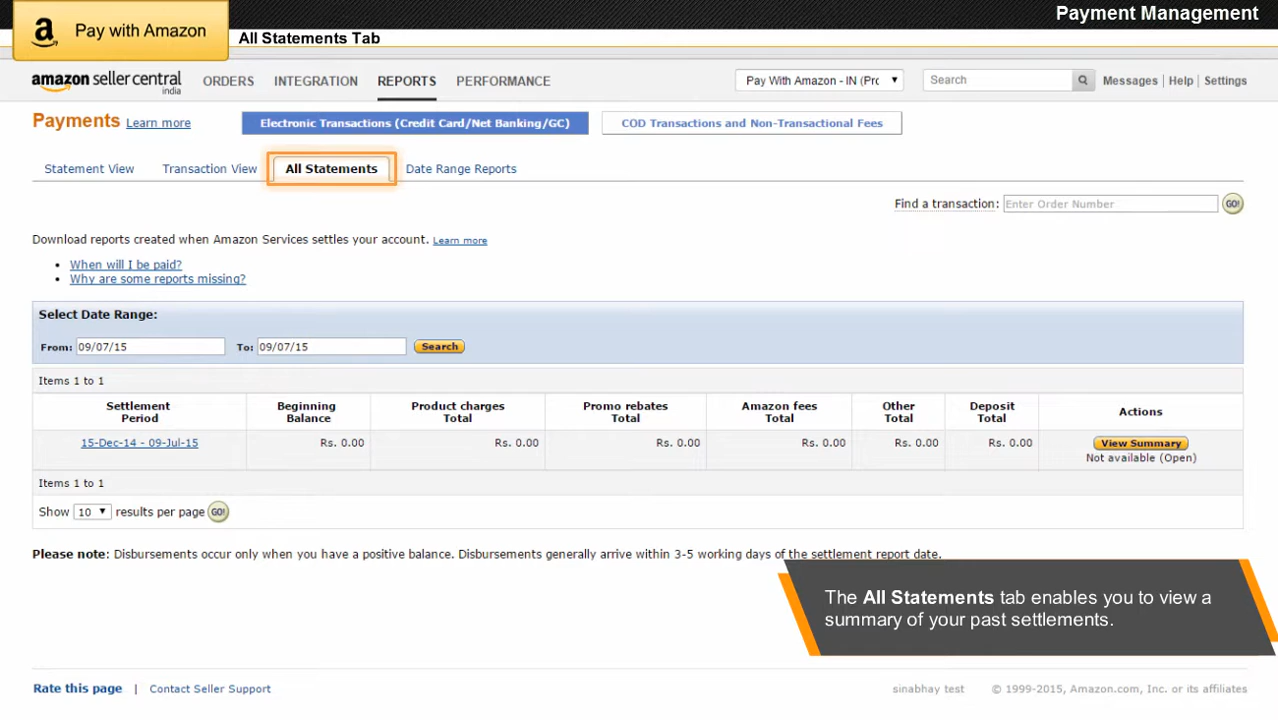 Payment Management
Pay with Amazon
All Statements Tab
amazon seller central
india
ORDERS INTEGRATION REPORTS PERFORMANCE
Pay With Amazon - IN (Prc
Search
Messages | Help | Settings
Payments Learn more
Electronic Transactions (Credit Card/Net Banking/GC)
COD Transactions and Non-Transactional Fees
Statement View Transaction View All Statements Date Range Reports
Find a transaction: Enter Order Number GO!
Download reports created when Amazon Services settles your account. Learn more
• When will I be paid?
• Why are some reports missing?
Select Date Range:
From: 09/07/15 To: 09/07/15 Search
Items 1 to 1
Settlement Period Beginning Balance Product charges Total Promo rebates Total Amazon fees Total Other Total Deposit Total Actions
15-Dec-14 - 09-Jul-15 Rs. 0.00 Rs. 0.00 Rs. 0.00 Rs. 0.00 Rs. 0.00 Rs. 0.00 View Summary
Not available (Open)
Items 1 to 1
Show 10 results per page GO!
Please note: Disbursements occur only when you have a positive balance. Disbursements generally arrive within 3-5 working days of the settlement report date.
The All Statements tab enables you to view a
summary of your past settlements.
Rate this page | Contact Seller Support
sinabhay test © 1999-2015, Amazon.com, Inc. or its affiliates